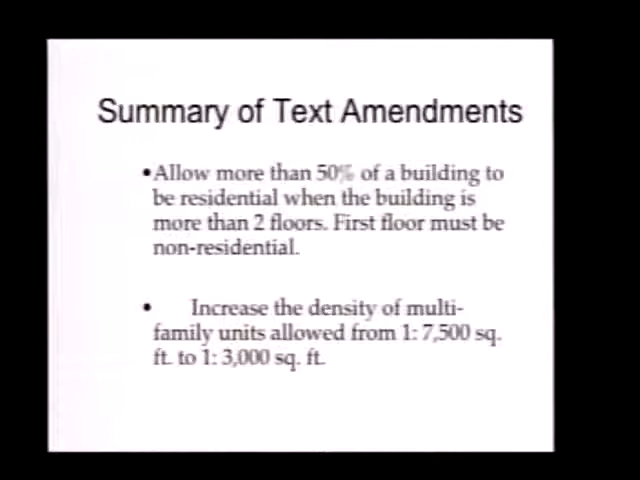 Summary of Text Amendments
•Allow more than 50% of a building to
be residential when the building is
more than 2 floors. First floor must be
non-residential.
• Increase the density of multi-
family units allowed from 1: 7,500 sq.
ft. to 1: 3,000 sq. ft.